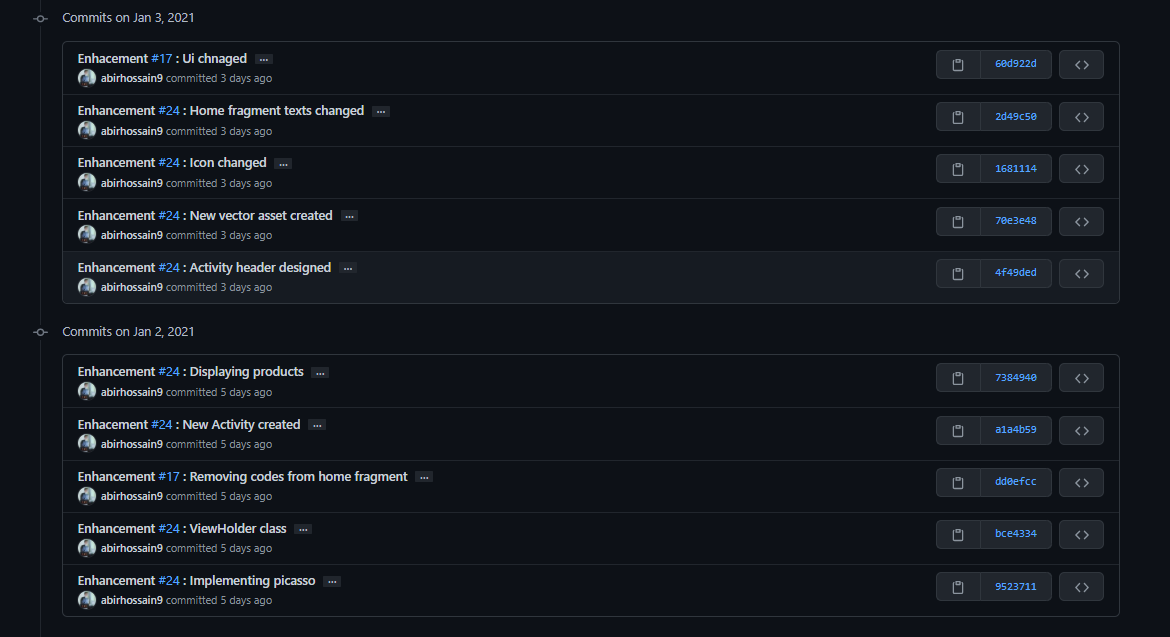 Commits on Jan 3, 2021
Enhacement #17 : Ui chnaged ...
abirhossain9 committed 3 days ago
60d922d
Enhancement #24 : Home fragment texts changed ...
abirhossain9 committed 3 days ago
2d49c50
Enhancement #24 : Icon changed ...
abirhossain9 committed 3 days ago
1681114
Enhancement #24 : New vector asset created ...
abirhossain9 committed 3 days ago
70e3e48
Enhancement #24 : Activity header designed ...
abirhossain9 committed 3 days ago
4f49ded
Commits on Jan 2, 2021
Enhancement #24 : Displaying products ...
abirhossain9 committed 5 days ago
7384940
Enhacement #24 : New Activity created ...
abirhossain9 committed 5 days ago
a1a4b59
Enhancement #17 : Removing codes from home fragment ...
abirhossain9 committed 5 days ago
dd0efcc
Enhancement #24 : ViewHolder class ...
abirhossain9 committed 5 days ago
bce4334
Enhancement #24 : Implementing picasso ...
abirhossain9 committed 5 days ago
9523711